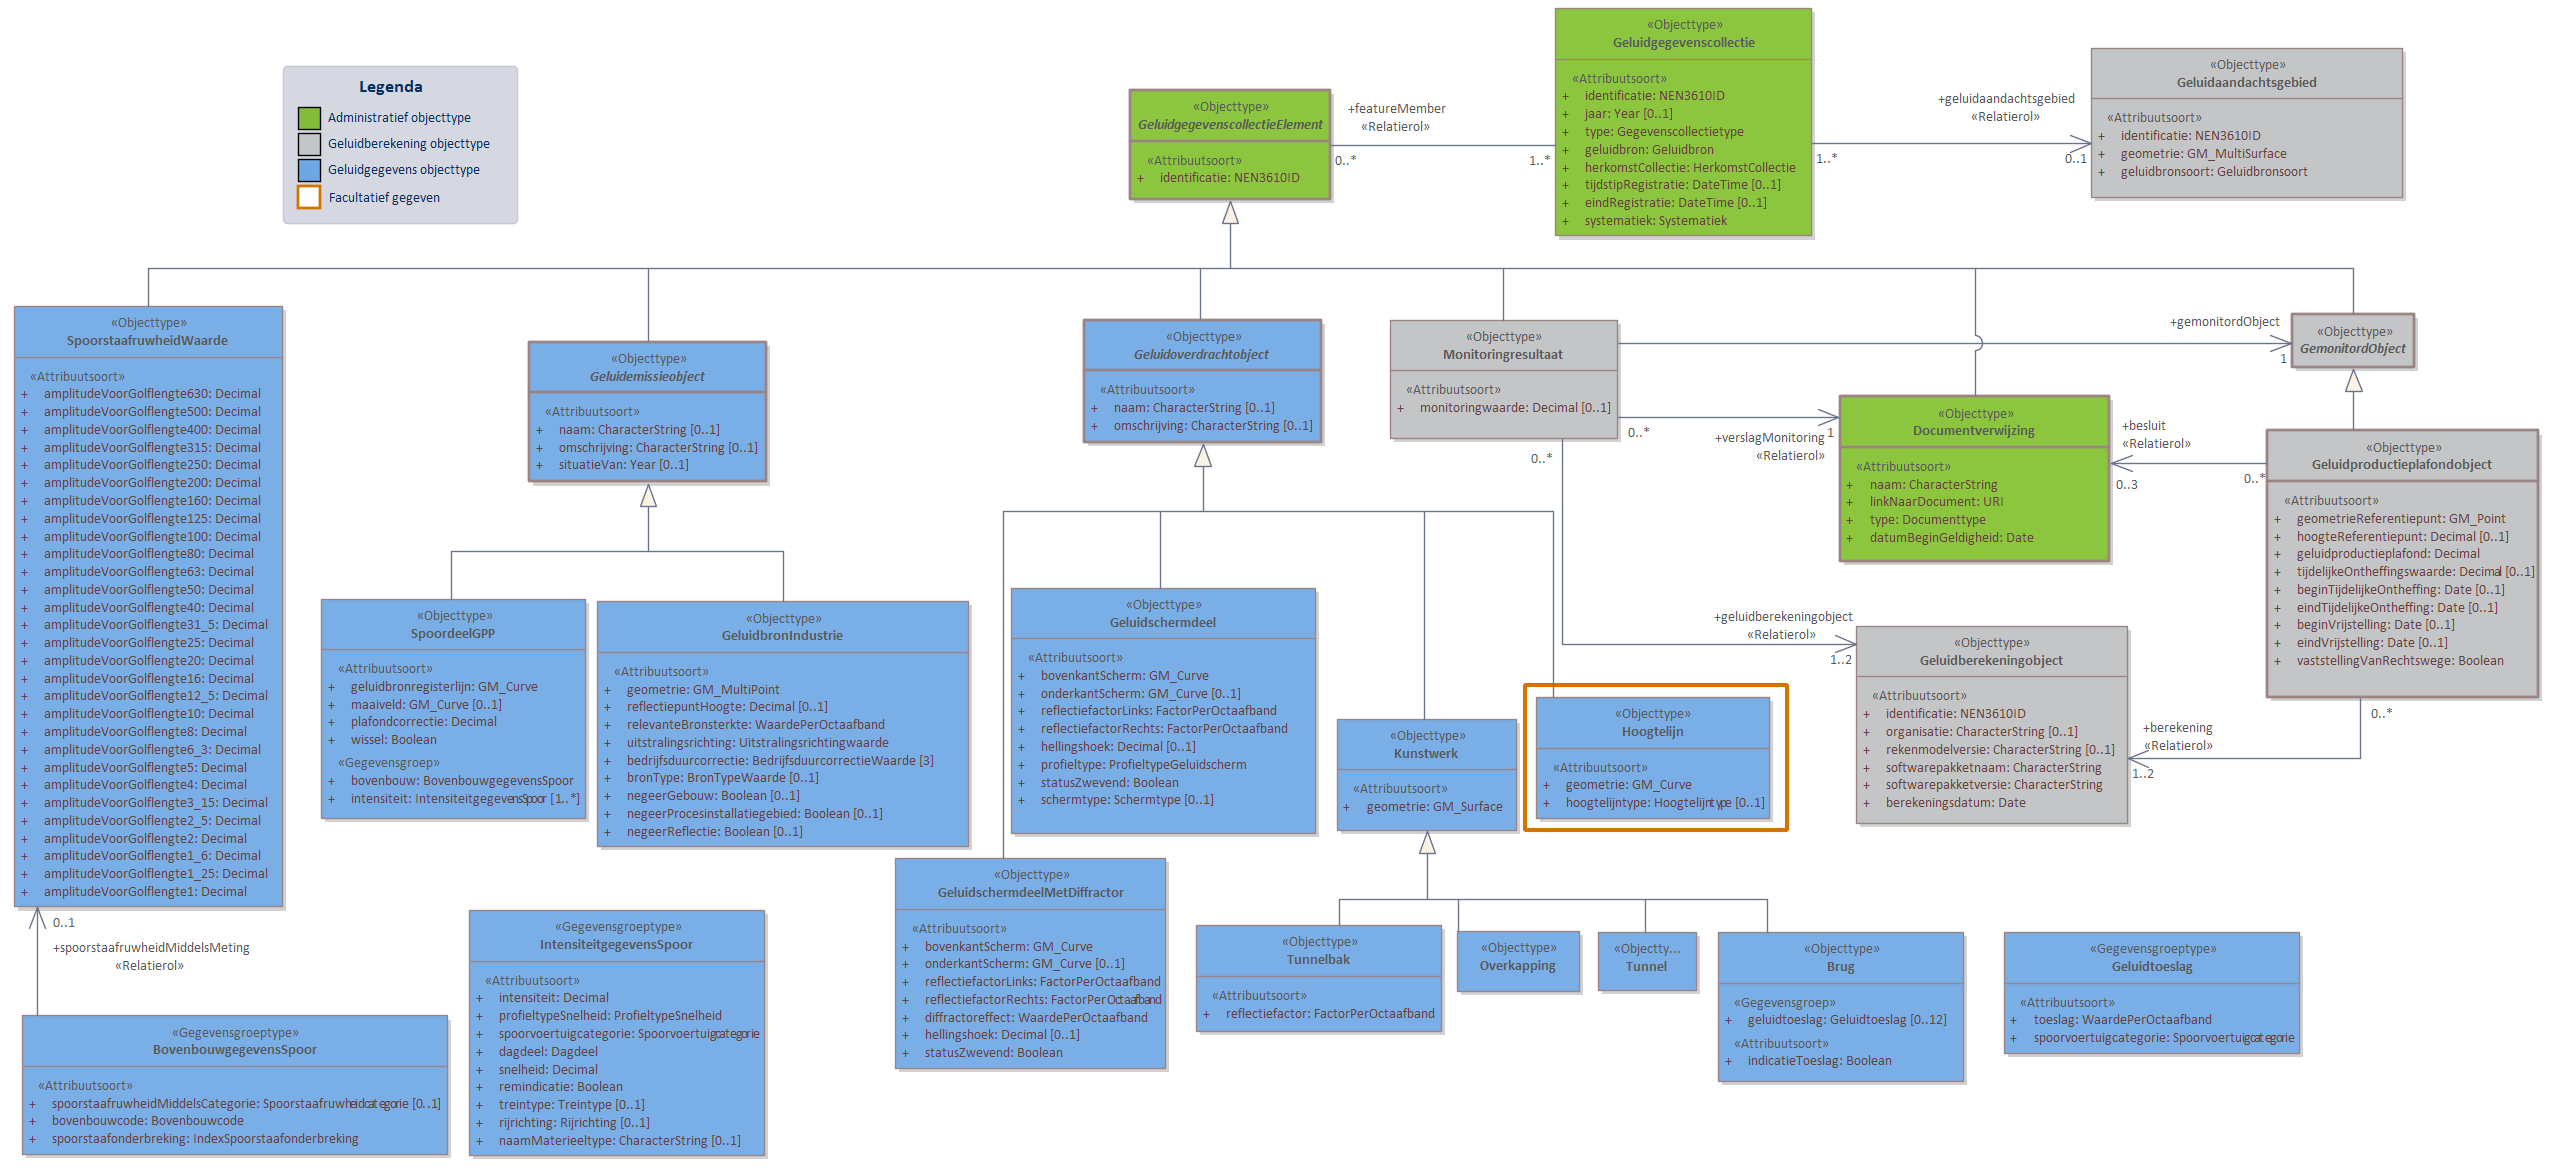 Legenda
Administratief objecttype
Geluidberekening objecttype
Geluidgegevens objecttype
Facultatief gegeven
«Objecttype»
GeluidgegevenscollectieElement
«Attribuutsoort»
+ identificatie: NEN3610ID
+featureMember
«Relatierol»
0..*
1..*
«Objecttype»
Geluidgegevenscollectie
«Attribuutsoort»
+ identificatie: NEN3610ID
+ jaar: Year [0..1]
+ type: Gegevenscollectietype
+ geluidbron: Geluidbron
+ herkomstCollectie: HerkomstCollectie
+ tijdstipRegistratie: DateTime [0..1]
+ eindRegistratie: DateTime [0..1]
+ systematiek: Systematiek
+geluidaandachtsgebied
«Relatierol»
1..*
0..1
«Objecttype»
Geluidaandachtsgebied
«Attribuutsoort»
+ identificatie: NEN3610ID
+ geometrie: GM_MultiSurface
+ geluidbronsoort: Geluidbronsoort
«Objecttype»
SpoorstaafruwheidWaarde
«Attribuutsoort»
+ amplitudeVoorGolflengte630: Decimal
+ amplitudeVoorGolflengte500: Decimal
+ amplitudeVoorGolflengte400: Decimal
+ amplitudeVoorGolflengte315: Decimal
+ amplitudeVoorGolflengte250: Decimal
+ amplitudeVoorGolflengte200: Decimal
+ amplitudeVoorGolflengte160: Decimal
+ amplitudeVoorGolflengte125: Decimal
+ amplitudeVoorGolflengte100: Decimal
+ amplitudeVoorGolflengte80: Decimal
+ amplitudeVoorGolflengte63: Decimal
+ amplitudeVoorGolflengte50: Decimal
+ amplitudeVoorGolflengte40: Decimal
+ amplitudeVoorGolflengte31_5: Decimal
+ amplitudeVoorGolflengte25: Decimal
+ amplitudeVoorGolflengte20: Decimal
+ amplitudeVoorGolflengte16: Decimal
+ amplitudeVoorGolflengte12_5: Decimal
+ amplitudeVoorGolflengte10: Decimal
+ amplitudeVoorGolflengte8: Decimal
+ amplitudeVoorGolflengte6_3: Decimal
+ amplitudeVoorGolflengte5: Decimal
+ amplitudeVoorGolflengte4: Decimal
+ amplitudeVoorGolflengte3_15: Decimal
+ amplitudeVoorGolflengte2_5: Decimal
+ amplitudeVoorGolflengte2: Decimal
+ amplitudeVoorGolflengte1_6: Decimal
+ amplitudeVoorGolflengte1_25: Decimal
+ amplitudeVoorGolflengte1: Decimal
«Objecttype»
Geluidemissieobject
«Attribuutsoort»
+ naam: CharacterString [0..1]
+ omschrijving: CharacterString [0..1]
+ situatieVan: Year [0..1]
«Objecttype»
Geluidoverdrachtobject
«Attribuutsoort»
+ naam: CharacterString [0..1]
+ omschrijving: CharacterString [0..1]
«Objecttype»
Monitoringresultaat
«Attribuutsoort»
+ monitoringwaarde: Decimal [0..1]
+gemonitordObject
1
«Objecttype»
GemonitordObject
0..*
+verslagMonitoring
«Relatierol»
1
0..*
«Objecttype»
Documentverwijzing
«Attribuutsoort»
+ naam: CharacterString
+ linkNaarDocument: URI
+ type: Documenttype
+ datumBeginGeldigheid: Date
+besluit
«Relatierol»
0..3
0..*
«Objecttype»
Geluidproductieplafondobject
«Attribuutsoort»
+ geometrieReferentiepunt: GM_Point
+ hoogteReferentiepunt: Decimal [0..1]
+ geluidproductieplafond: Decimal
+ tijdelijkeOntheffingswaarde: Decimal [0..1]
+ beginTijdelijkeOntheffing: Date [0..1]
+ eindTijdelijkeOntheffing: Date [0..1]
+ beginVrijstelling: Date [0..1]
+ eindVrijstelling: Date [0..1]
+ vaststellingVanRechtswege: Boolean
«Objecttype»
SpoordeelGPP
«Attribuutsoort»
+ geluidbronregisterlijn: GM_Curve
+ maaiveld: GM_Curve [0..1]
+ plafondcorrectie: Decimal
+ wissel: Boolean
«Gegevensgroep»
+ bovenbouw: BovenbouwgegevensSpoor
+ intensiteit: IntensiteitgegevensSpoor [1..*]
«Objecttype»
GeluidbronIndustrie
«Attribuutsoort»
+ geometrie: GM_MultiPoint
+ reflectiepuntHoogte: Decimal [0..1]
+ relevanteBronsterkte: WaardePerOctaafband
+ uitstralingsrichting: Uitstralingsrichtingwaarde
+ bedrijfsduurcorrectie: BedrijfsduurcorrectieWaarde [3]
+ bronType: BronTypeWaarde [0..1]
+ negeerGebouw: Boolean [0..1]
+ negeerProcesinstallatiegebied: Boolean [0..1]
+ negeerReflectie: Boolean [0..1]
«Objecttype»
Geluidschermdeel
«Attribuutsoort»
+ bovenkantScherm: GM_Curve
+ onderkantScherm: GM_Curve [0..1]
+ reflectiefactorLinks: FactorPerOctaafband
+ reflectiefactorRechts: FactorPerOctaafband
+ hellingshoek: Decimal [0..1]
+ profieltype: ProfieltypeGeluidscherm
+ statusZwevend: Boolean
+ schermtype: Schermtype [0..1]
«Objecttype»
Kunstwerk
«Attribuutsoort»
+ geometrie: GM_Surface
«Objecttype»
Hoogtelijn
«Attribuutsoort»
+ geometrie: GM_Curve
+ hoogtelijntype: Hoogtelijntype [0..1]
+geluidberekeningobject
«Relatierol»
1..2
«Objecttype»
Geluidberekeningobject
«Attribuutsoort»
+ identificatie: NEN3610ID
+ organisatie: CharacterString [0..1]
+ rekenmodelversie: CharacterString [0..1]
+ softwarepakketnaam: CharacterString
+ softwarepakketversie: CharacterString
+ berekeningsdatum: Date
0..*
+berekening
«Relatierol»
1..2
«Objecttype»
GeluidschermdeelMetDiffractor
«Attribuutsoort»
+ bovenkantScherm: GM_Curve
+ onderkantScherm: GM_Curve [0..1]
+ reflectiefactorLinks: FactorPerOctaafband
+ reflectiefactorRechts: FactorPerOctaafband
+ diffractoreffect: WaardePerOctaafband
+ hellingshoek: Decimal [0..1]
+ statusZwevend: Boolean
0..1
+spoorstaafruwheidMiddelsMeting
«Relatierol»
«Gegevensgroeptype»
BovenbouwgegevensSpoor
«Attribuutsoort»
+ spoorstaafruwheidMiddelsCategorie: Spoorstaafruwheidcategorie [0..1]
+ bovenbouwcode: Bovenbouwcode
+ spoorstaafonderbreking: IndexSpoorstaafonderbreking
«Gegevensgroeptype»
IntensiteitgegevensSpoor
«Attribuutsoort»
+ intensiteit: Decimal
+ profieltypeSnelheid: ProfieltypeSnelheid
+ spoorvoertuigcategorie: Spoorvoertuigcategorie
+ dagdeel: Dagdeel
+ snelheid: Decimal
+ remindicatie: Boolean
+ treintype: Treintype [0..1]
+ rijrichting: Rijrichting [0..1]
+ naamMaterieeltype: CharacterString [0..1]
«Objecttype»
Tunnelbak
«Attribuutsoort»
+ reflectiefactor: FactorPerOctaafband
«Objecttype»
Overkapping
«Objectty...
Tunnel
«Objecttype»
Brug
«Gegevensgroep»
+ geluidtoeslag: Geluidtoeslag [0..12]
«Attribuutsoort»
+ indicatieToeslag: Boolean
«Gegevensgroeptype»
Geluidtoeslag
«Attribuutsoort»
+ toeslag: WaardePerOctaafband
+ spoorvoertuigcategorie: Spoorvoertuigcategorie